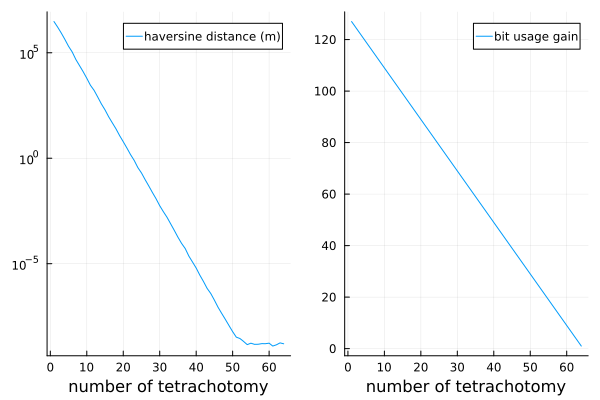 haversine distance (m)
10^5
10^0
10^-5
0 10 20 30 40 50 60
number of tetrachotomy
bit usage gain
120
100
80
60
40
20
0
0 10 20 30 40 50 60
number of tetrachotomy